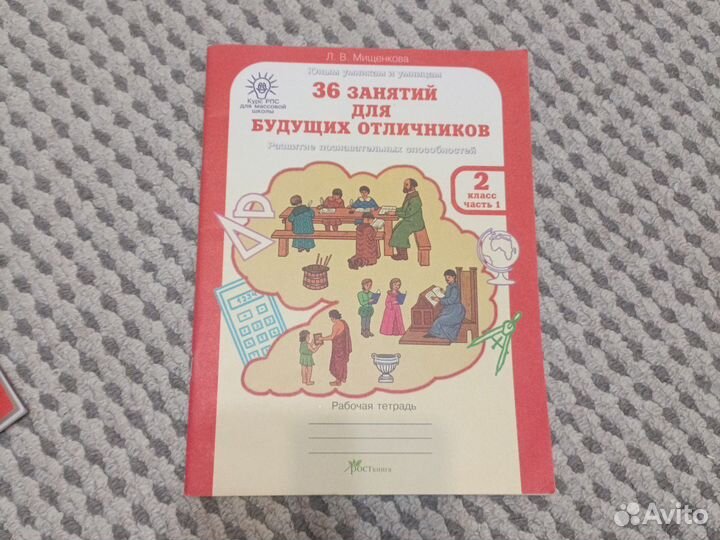 Л. В. Мищенкова
Юным умникам и умницам
Курс РПС
для массовой
школы
36 ЗАНЯТИЙ
ДЛЯ
БУДУЩИХ ОТЛИЧНИКОВ
Развитие познавательных способностей
2
класс
часть 1
Рабочая тетрадь
РОСТкнига
Avito